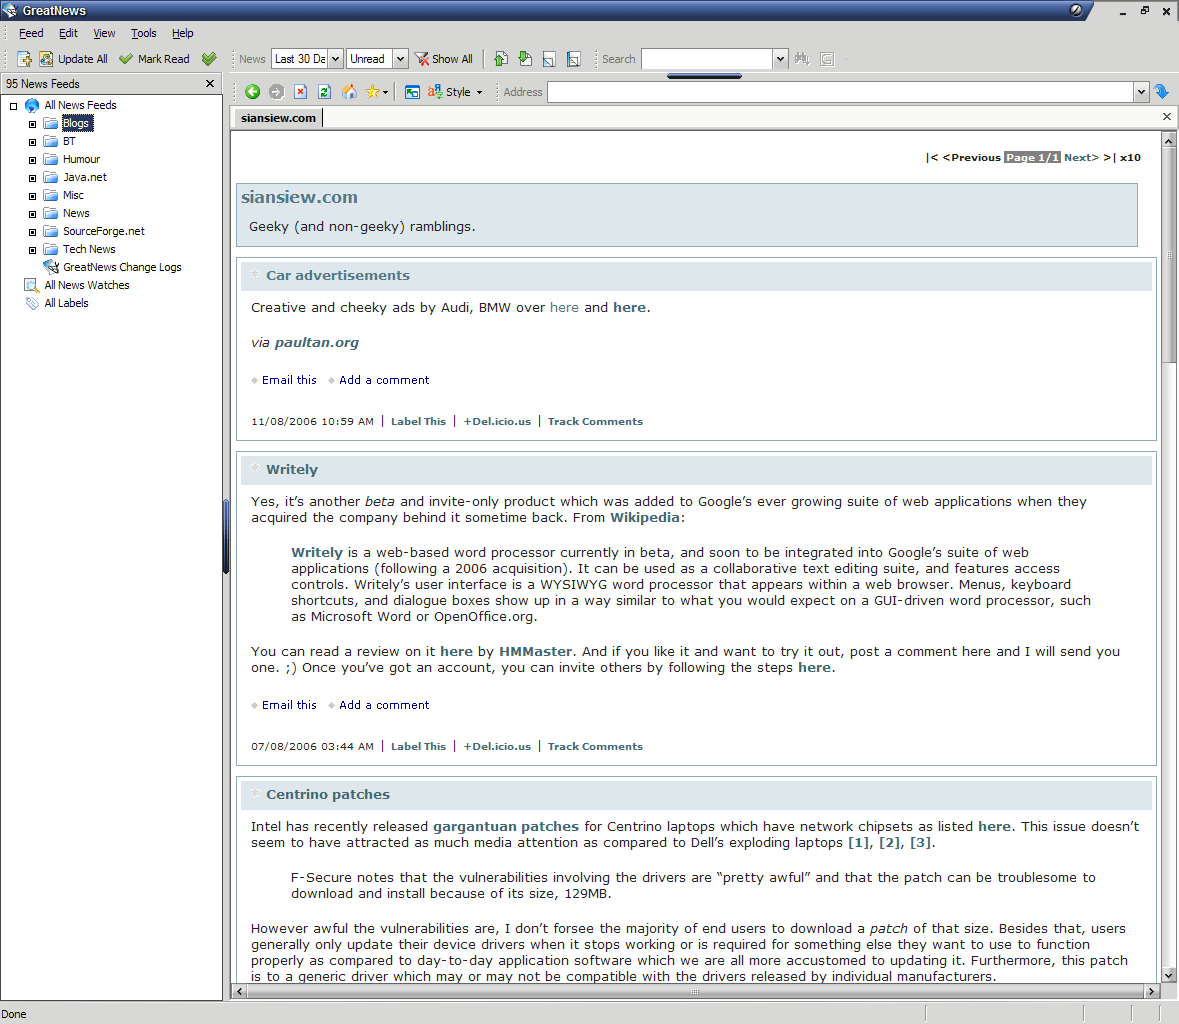 GreatNews
Feed Edit View Tools Help
Update All Mark Read News Last 30 Da Unread Show All Search
95 News Feeds
Style Address
All News Feeds
Blogs
BT
Humour
Java.net
Misc
News
SourceForge.net
Tech News
GreatNews Change Logs
All News Watches
All Labels
siansiew.com
|< <Previous Page 1/1 Next> >| x10
siansiew.com
Geeky (and non-geeky) ramblings.
Car advertisements
Creative and cheeky ads by Audi, BMW over here and here.
via paultan.org
Email this Add a comment
11/08/2006 10:59 AM | Label This | +Del.icio.us | Track Comments
Writely
Yes, it’s another beta and invite-only product which was added to Google’s ever growing suite of web applications when they
acquired the company behind it sometime back. From Wikipedia:
Writely is a web-based word processor currently in beta, and soon to be integrated into Google’s suite of web
applications (following a 2006 acquisition). It can be used as a collaborative text editing suite, and features access
controls. Writely’s user interface is a WYSIWYG word processor that appears within a web browser. Menus, keyboard
shortcuts, and dialogue boxes show up in a way similar to what you would expect on a GUI-driven word processor, such
as Microsoft Word or OpenOffice.org.
You can read a review on it here by HMMaster. And if you like it and want to try it out, post a comment here and I will send you
one. ;) Once you’ve got an account, you can invite others by following the steps here.
Email this Add a comment
07/08/2006 03:44 AM | Label This | +Del.icio.us | Track Comments
Centrino patches
Intel has recently released gargantuan patches for Centrino laptops which have network chipsets as listed here. This issue doesn’t
seem to have attracted as much media attention as compared to Dell’s exploding laptops [1], [2], [3].
F-Secure notes that the vulnerabilities involving the drivers are “pretty awful” and that the patch can be troublesome to
download and install because of its size, 129MB.
However awful the vulnerabilities are, I don’t forsee the majority of end users to download a patch of that size. Besides that, users
generally only update their device drivers when it stops working or is required for something else they want to use to function
properly as compared to day-to-day application software which we are all more accustomed to updating it. Furthermore, this patch
is to a generic driver which may or may not be compatible with the drivers released by individual manufacturers.
Done